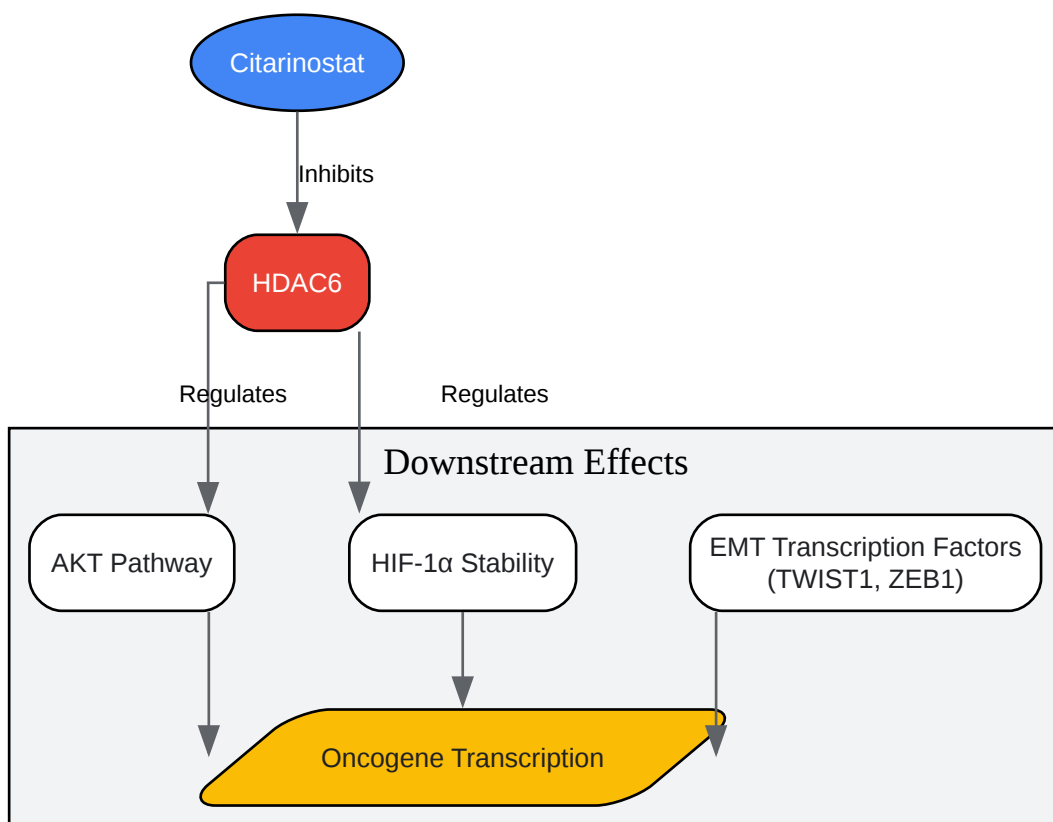 Citarinostat
Inhibits
HDAC6
Regulates
Regulates
Downstream Effects
AKT Pathway
HIF-1α Stability
EMT Transcription Factors
(TWIST1, ZEB1)
Oncogene Transcription